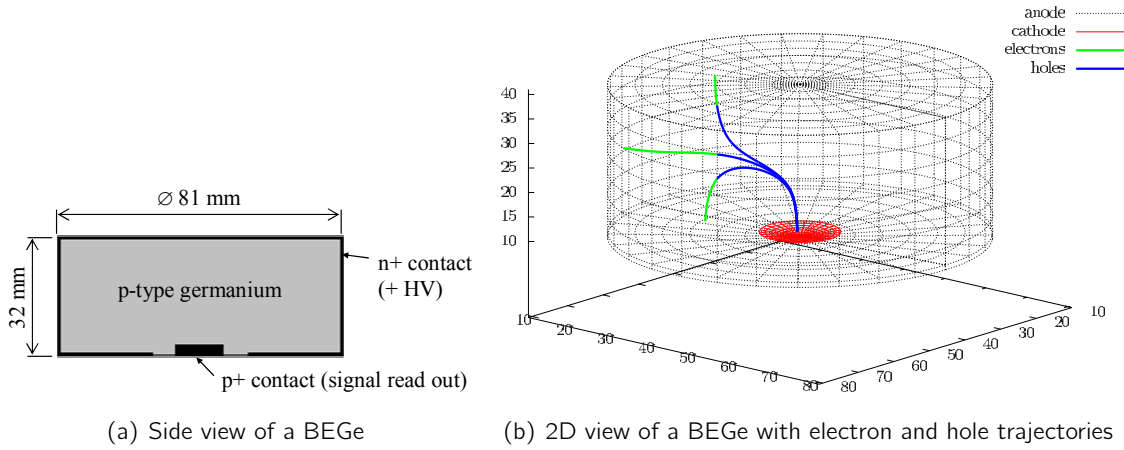 ⌀ 81 mm
32 mm
p-type germanium
n+ contact
(+ HV)
p+ contact (signal read out)
(a) Side view of a BEGe
anode
cathode
electrons
holes
40
35
30
25
20
15
10
10
20
30
40
50
60
70
80
80
70
60
50
40
30
20
10
(b) 2D view of a BEGe with electron and hole trajectories